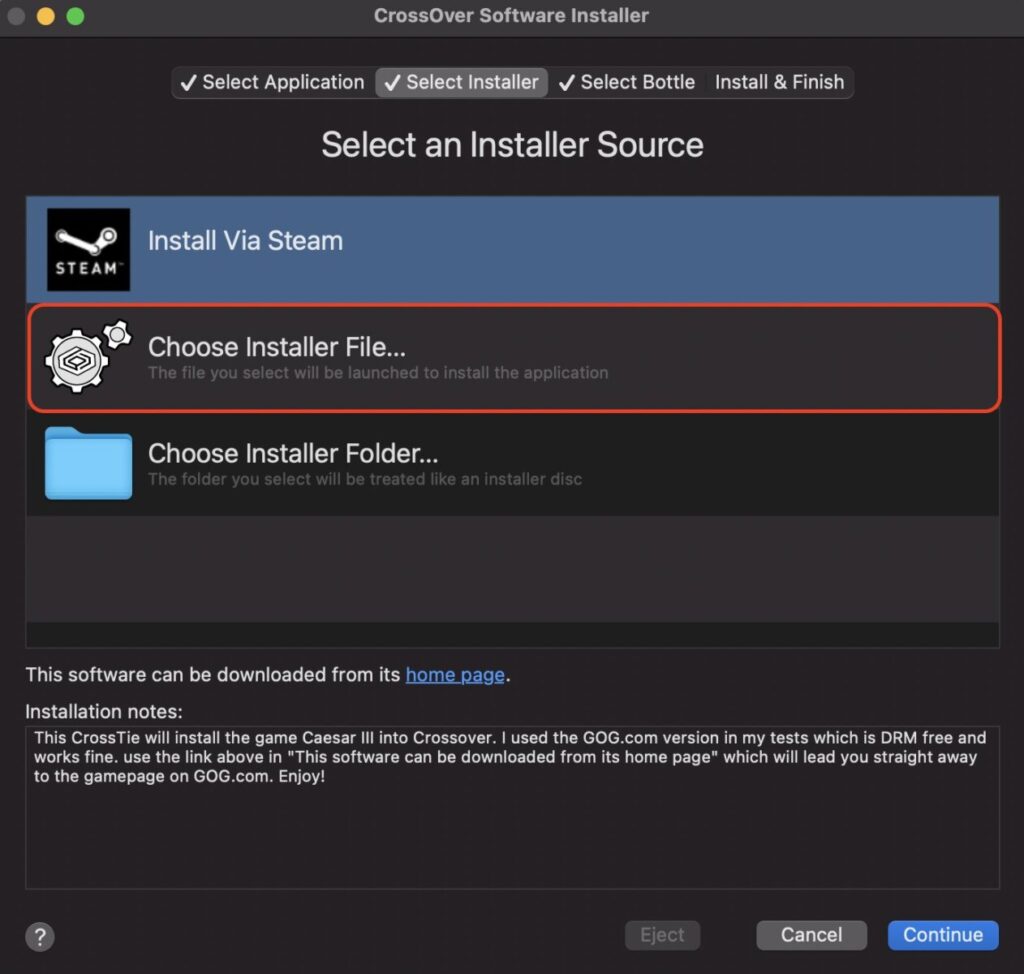 CrossOver Software Installer
✓ Select Application ✓ Select Installer ✓ Select Bottle Install & Finish
Select an Installer Source
STEAM™
Install Via Steam
Choose Installer File...
The file you select will be launched to install the application
Choose Installer Folder...
The folder you select will be treated like an installer disc
This software can be downloaded from its home page.
Installation notes:
This CrossTie will install the game Caesar III into Crossover. I used the GOG.com version in my tests which is DRM free and
works fine. use the link above in "This software can be downloaded from its home page" which will lead you straight away
to the gamepage on GOG.com. Enjoy!
? Eject Cancel Continue